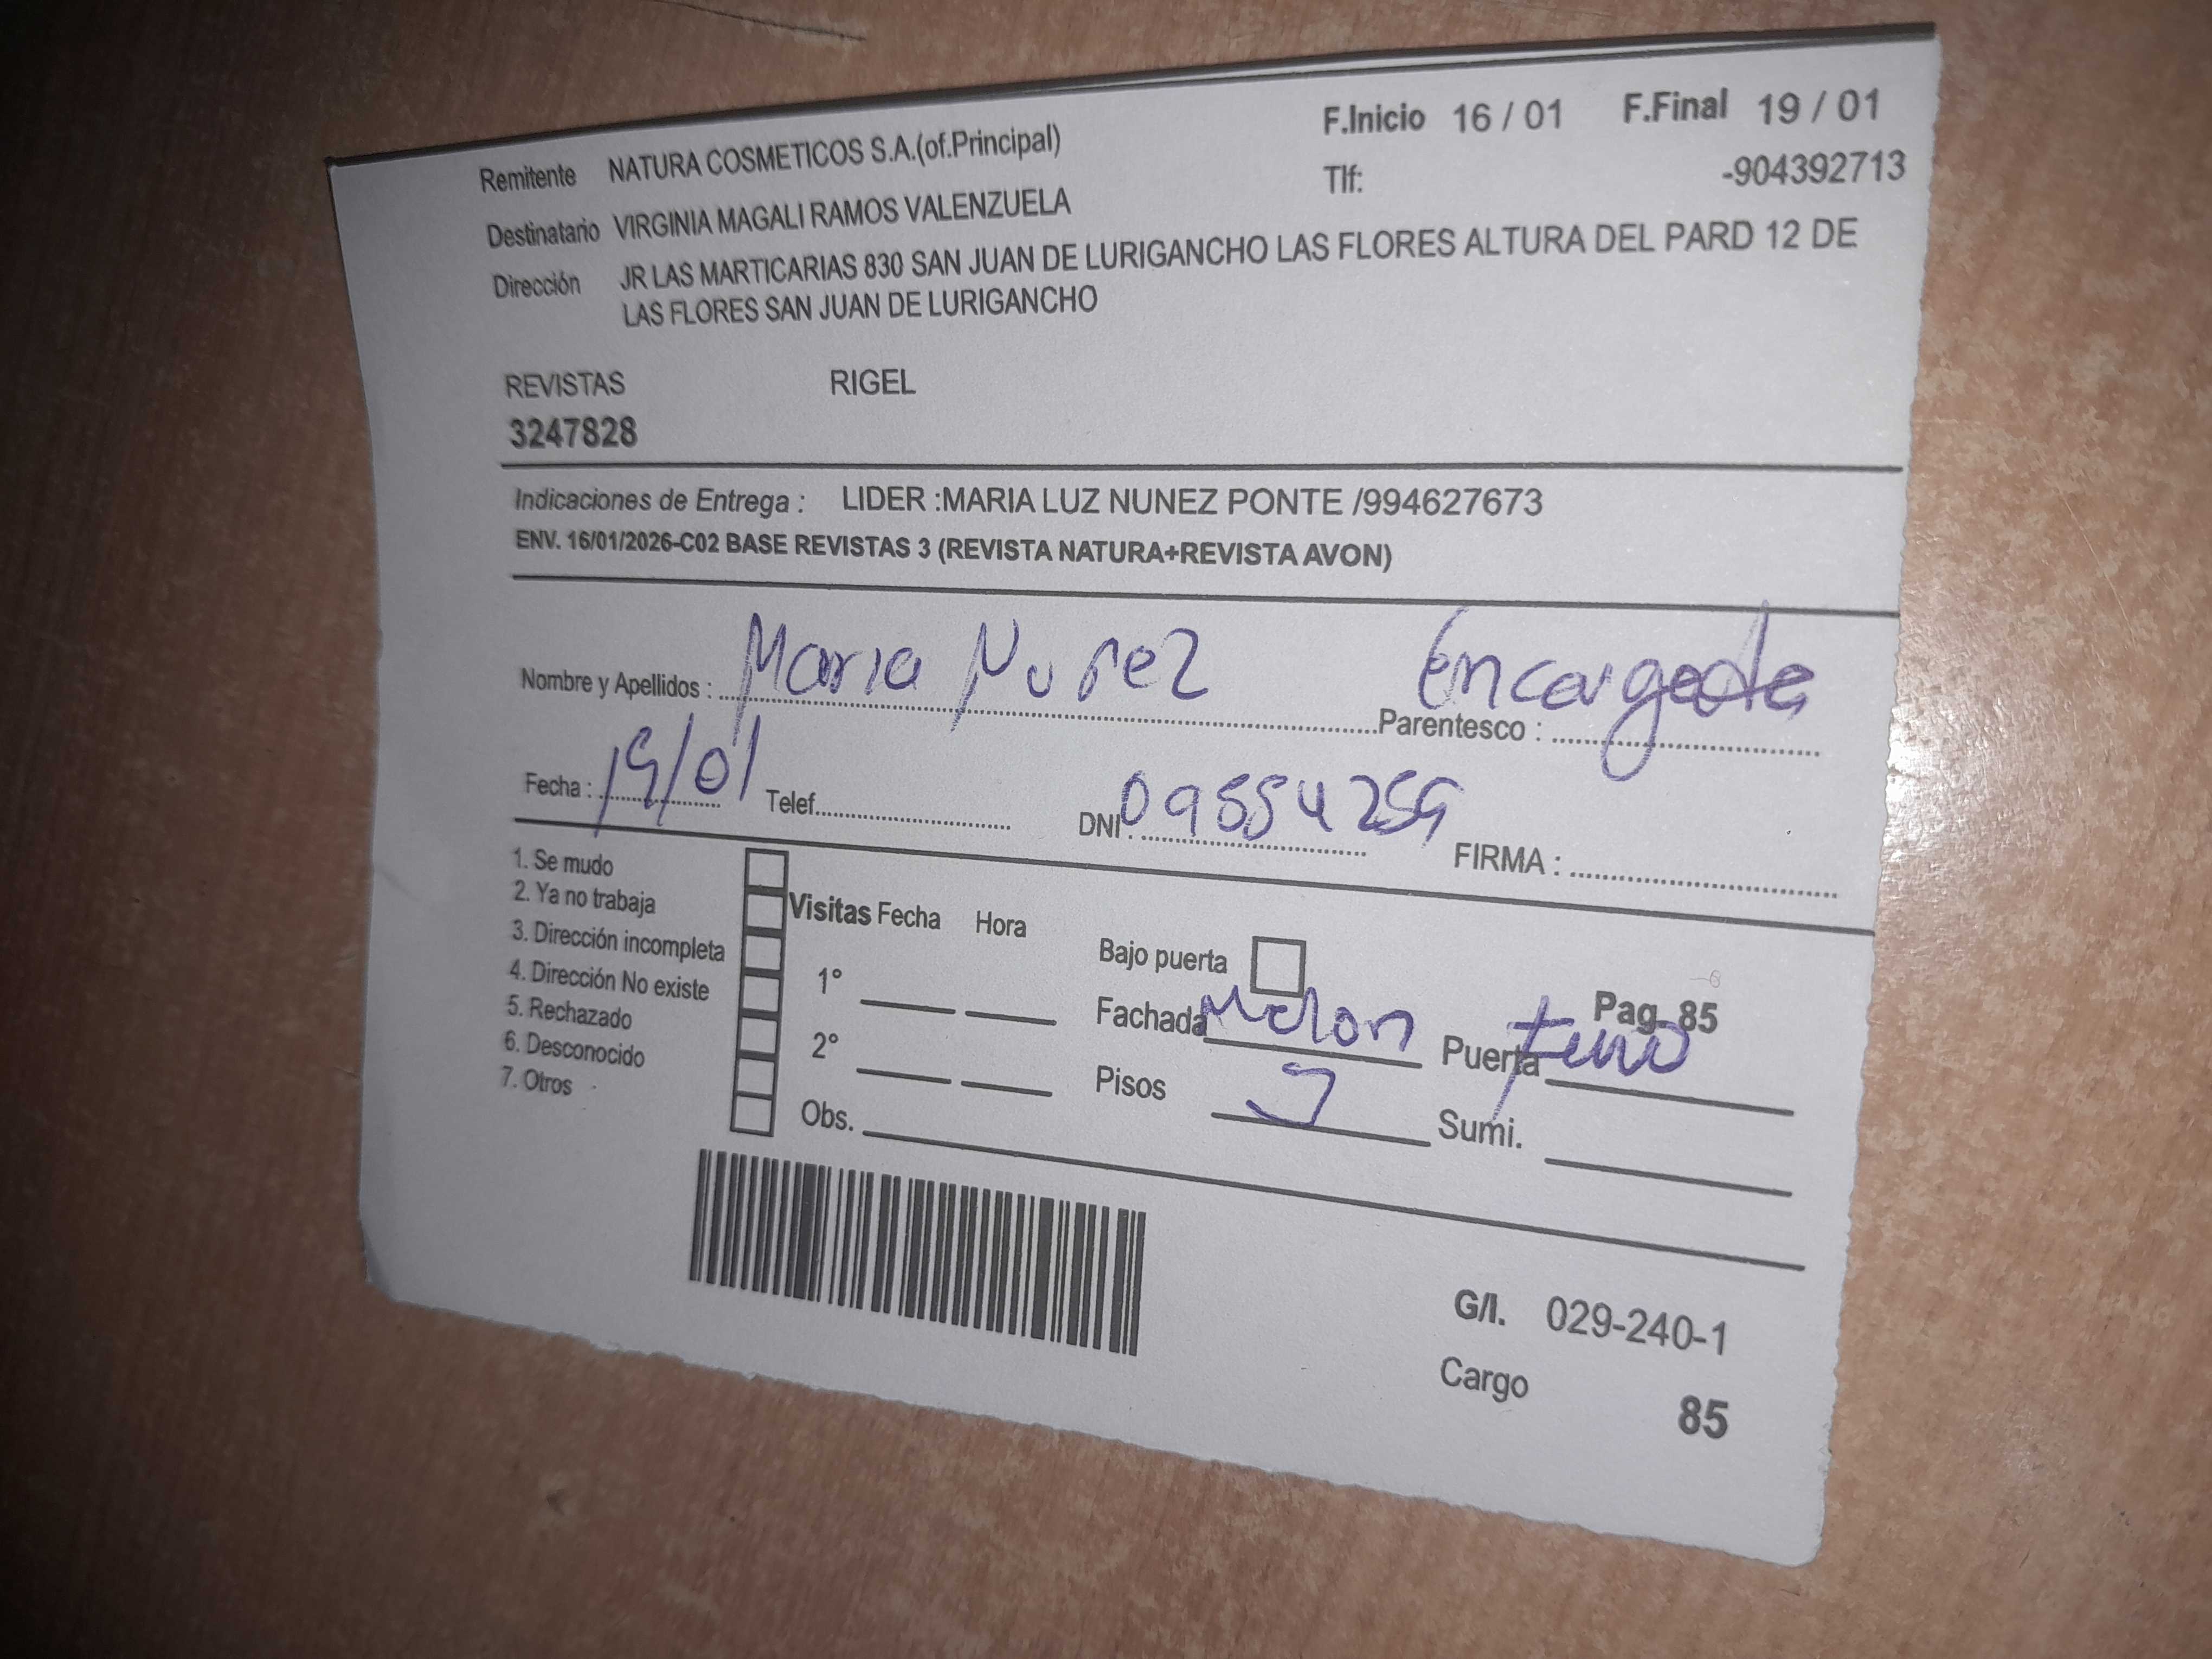 Remitente NATURA COSMETICOS S.A.(of.Principal) F.Inicio 16 / 01 F.Final 19 / 01
Destinatario VIRGINIA MAGALI RAMOS VALENZUELA Tlf: -904392713
Dirección JR LAS MARTICARIAS 830 SAN JUAN DE LURIGANCHO LAS FLORES ALTURA DEL PARD 12 DE
LAS FLORES SAN JUAN DE LURIGANCHO
REVISTAS RIGEL
3247828
Indicaciones de Entrega : LIDER :MARIA LUZ NUNEZ PONTE /994627673
ENV. 16/01/2026-C02 BASE REVISTAS 3 (REVISTA NATURA+REVISTA AVON)
Nombre y Apellidos : Maria Nuñez Parentesco : Encargada
Fecha : 19/01 Telef. DNI : FIRMA :
1. Se mudo
2. Ya no trabaja
3. Dirección incompleta
4. Dirección No existe
5. Rechazado
6. Desconocido
7. Otros
Visitas Fecha Hora
1°
2°
Obs.
Bajo puerta Pag. 85
Fachada Melon Puerta
Pisos Sumi.
G/I. 029-240-1
Cargo 85